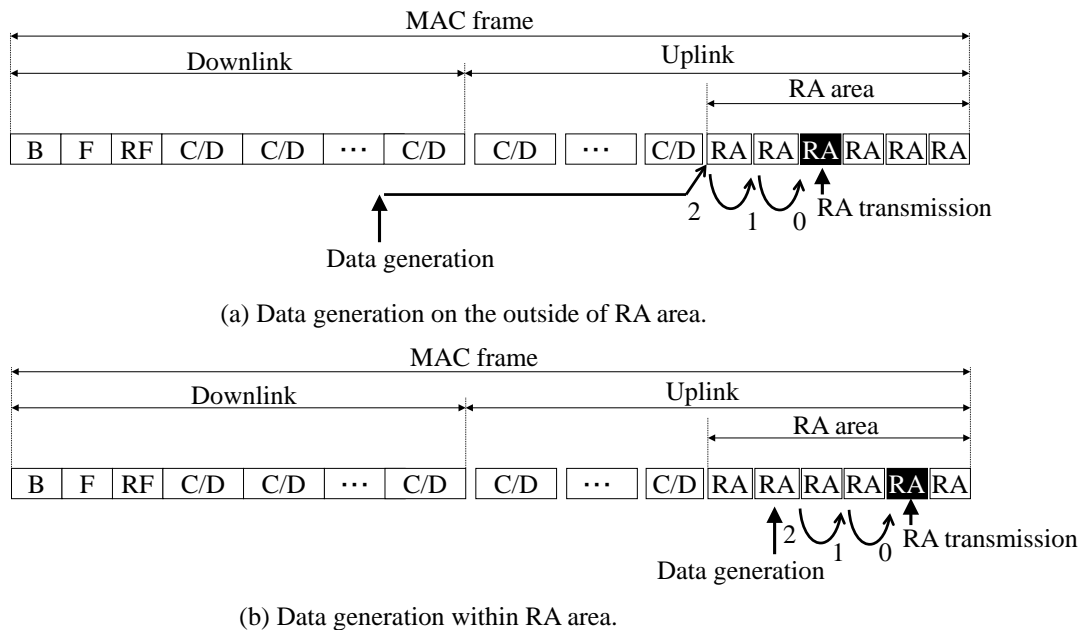 MAC frame
Downlink
Uplink
RA area
B F RF C/D C/D ··· C/D C/D ··· C/D RA RA RA RA RA RA
2 1 0 RA transmission
Data generation
(a) Data generation on the outside of RA area.
MAC frame
Downlink
Uplink
RA area
B F RF C/D C/D ··· C/D C/D ··· C/D RA RA RA RA RA RA
2 1 0 RA transmission
Data generation
(b) Data generation within RA area.